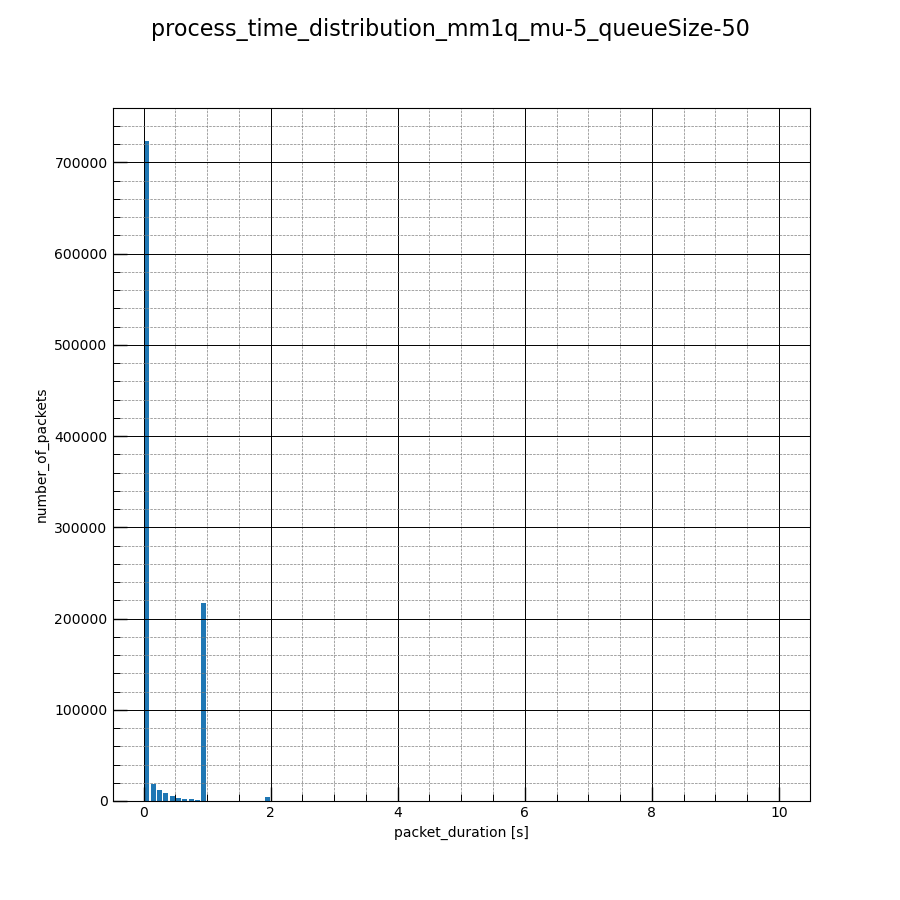 process_time_distribution_mm1q_mu-5_queueSize-50
700000
600000
500000
400000
300000
200000
100000
0
number_of_packets
0 2 4 6 8 10
packet_duration [s]